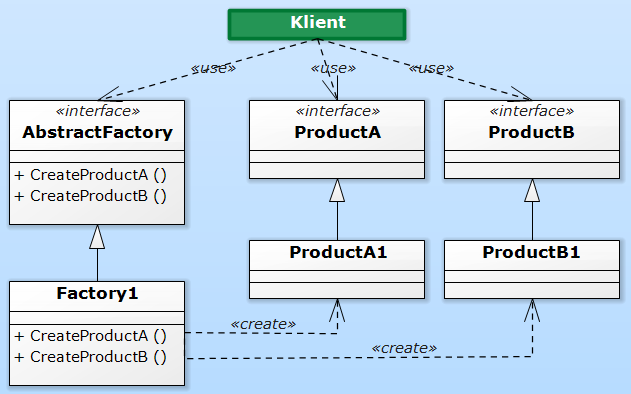 Klient
«use»
«use»
«use»
«interface»
AbstractFactory
+ CreateProductA ()
+ CreateProductB ()
«interface»
ProductA
«interface»
ProductB
ProductA1
ProductB1
Factory1
+ CreateProductA ()
+ CreateProductB ()
«create»
«create»